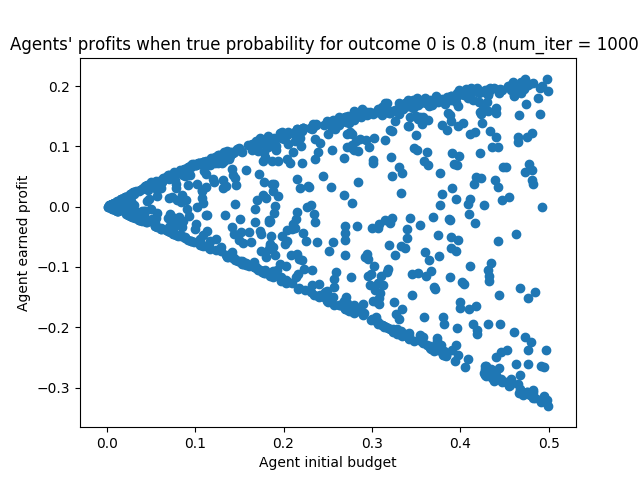 Agents' profits when true probability for outcome 0 is 0.8 (num_iter = 1000
0.2
0.1
0.0
−0.1
−0.2
−0.3
Agent earned profit
0.0 0.1 0.2 0.3 0.4 0.5
Agent initial budget